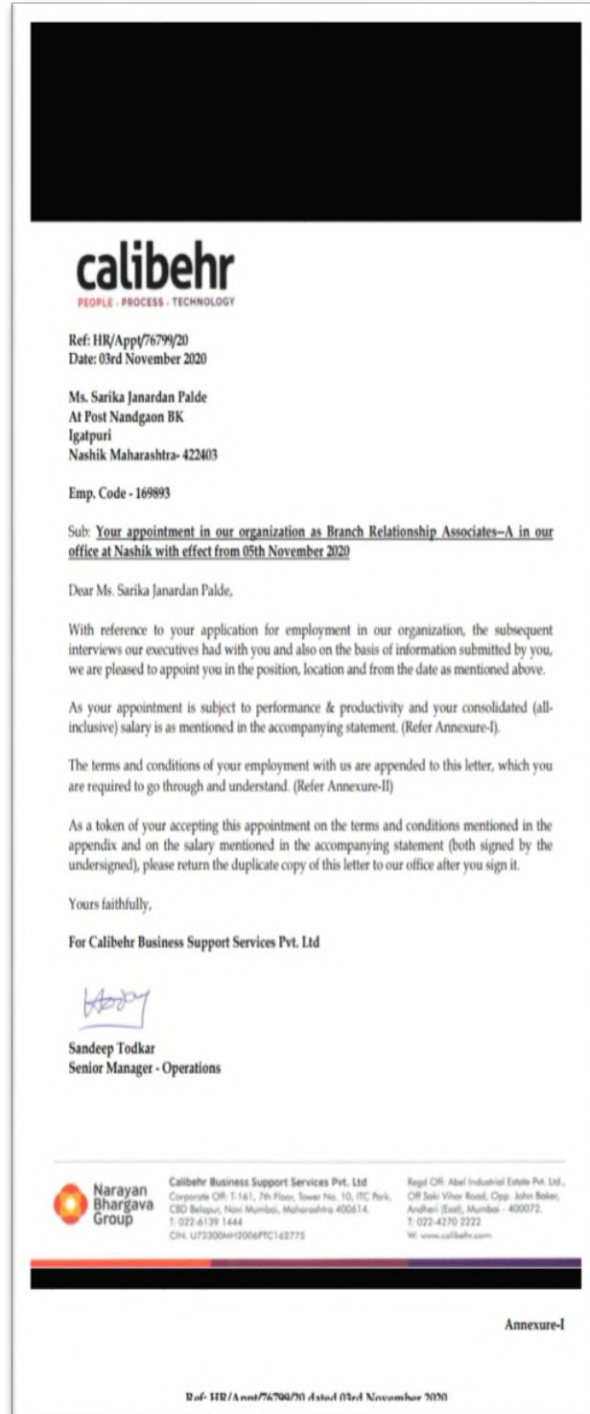 calibehr
PEOPLE - PROCESS - TECHNOLOGY
Ref: HR/Appt/76799/20
Date: 03rd November 2020
Ms. Sarika Janardan Palde
At Post Nandgaon BK
Igatpuri
Nashik Maharashtra- 422403
Emp. Code - 169893
Sub: Your appointment in our organization as Branch Relationship Associates–A in our
office at Nashik with effect from 05th November 2020
Dear Ms. Sarika Janardan Palde,
With reference to your application for employment in our organization, the subsequent
interviews our executives had with you and also on the basis of information submitted by you,
we are pleased to appoint you in the position, location and from the date as mentioned above.
As your appointment is subject to performance & productivity and your consolidated (all-
inclusive) salary is as mentioned in the accompanying statement. (Refer Annexure-I).
The terms and conditions of your employment with us are appended to this letter, which you
are required to go through and understand. (Refer Annexure-II)
As a token of your accepting this appointment on the terms and conditions mentioned in the
appendix and on the salary mentioned in the accompanying statement (both signed by the
undersigned), please return the duplicate copy of this letter to our office after you sign it.
Yours faithfully,
For Calibehr Business Support Services Pvt. Ltd
Sandeep Todkar
Senior Manager - Operations
Narayan
Bhargava
Group
Calibehr Business Support Services Pvt. Ltd
Corporate Off: T-161, 7th Floor, Tower No. 10, ITC Park,
CBD Belapur, Navi Mumbai, Maharashtra 400614.
T: 022-6139 1444
CIN: U72300MH2006PTC162775
Regd Off: Abel Industrial Estate Pvt. Ltd.,
Off Saki Vihar Road, Opp. John Baker,
Andheri (East), Mumbai - 400072.
T: 022-4270 2222
W: www.calibehr.com
Annexure-I
Ref: HR/Appt/76799/20 dated 03rd November 2020